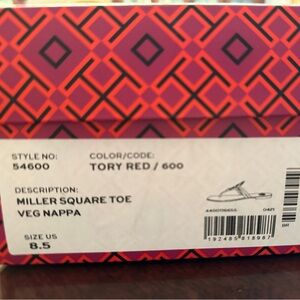 STYLE NO: COLOR/CODE:
54600 TORY RED / 600
DESCRIPTION:
MILLER SQUARE TOE
VEG NAPPA
SIZE US
8.5